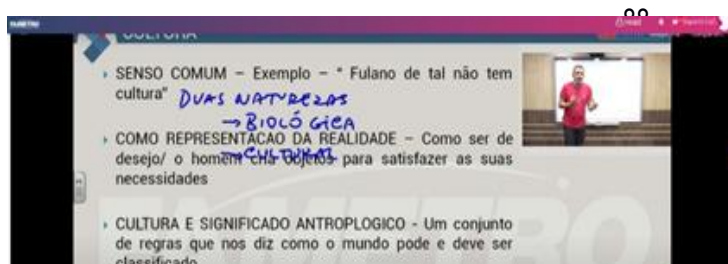 CULTURA
SENSO COMUM – Exemplo – " Fulano de tal não tem
cultura" DUAS NATUREZAS
→ BIOLÓGICA
COMO REPRESENTACAO DA REALIDADE – Como ser de
→ CULTURAL
desejo/ o homem cria objetos para satisfazer as suas
necessidades
CULTURA E SIGNIFICADO ANTROPLOGICO - Um conjunto
de regras que nos diz como o mundo pode e deve ser
classificado